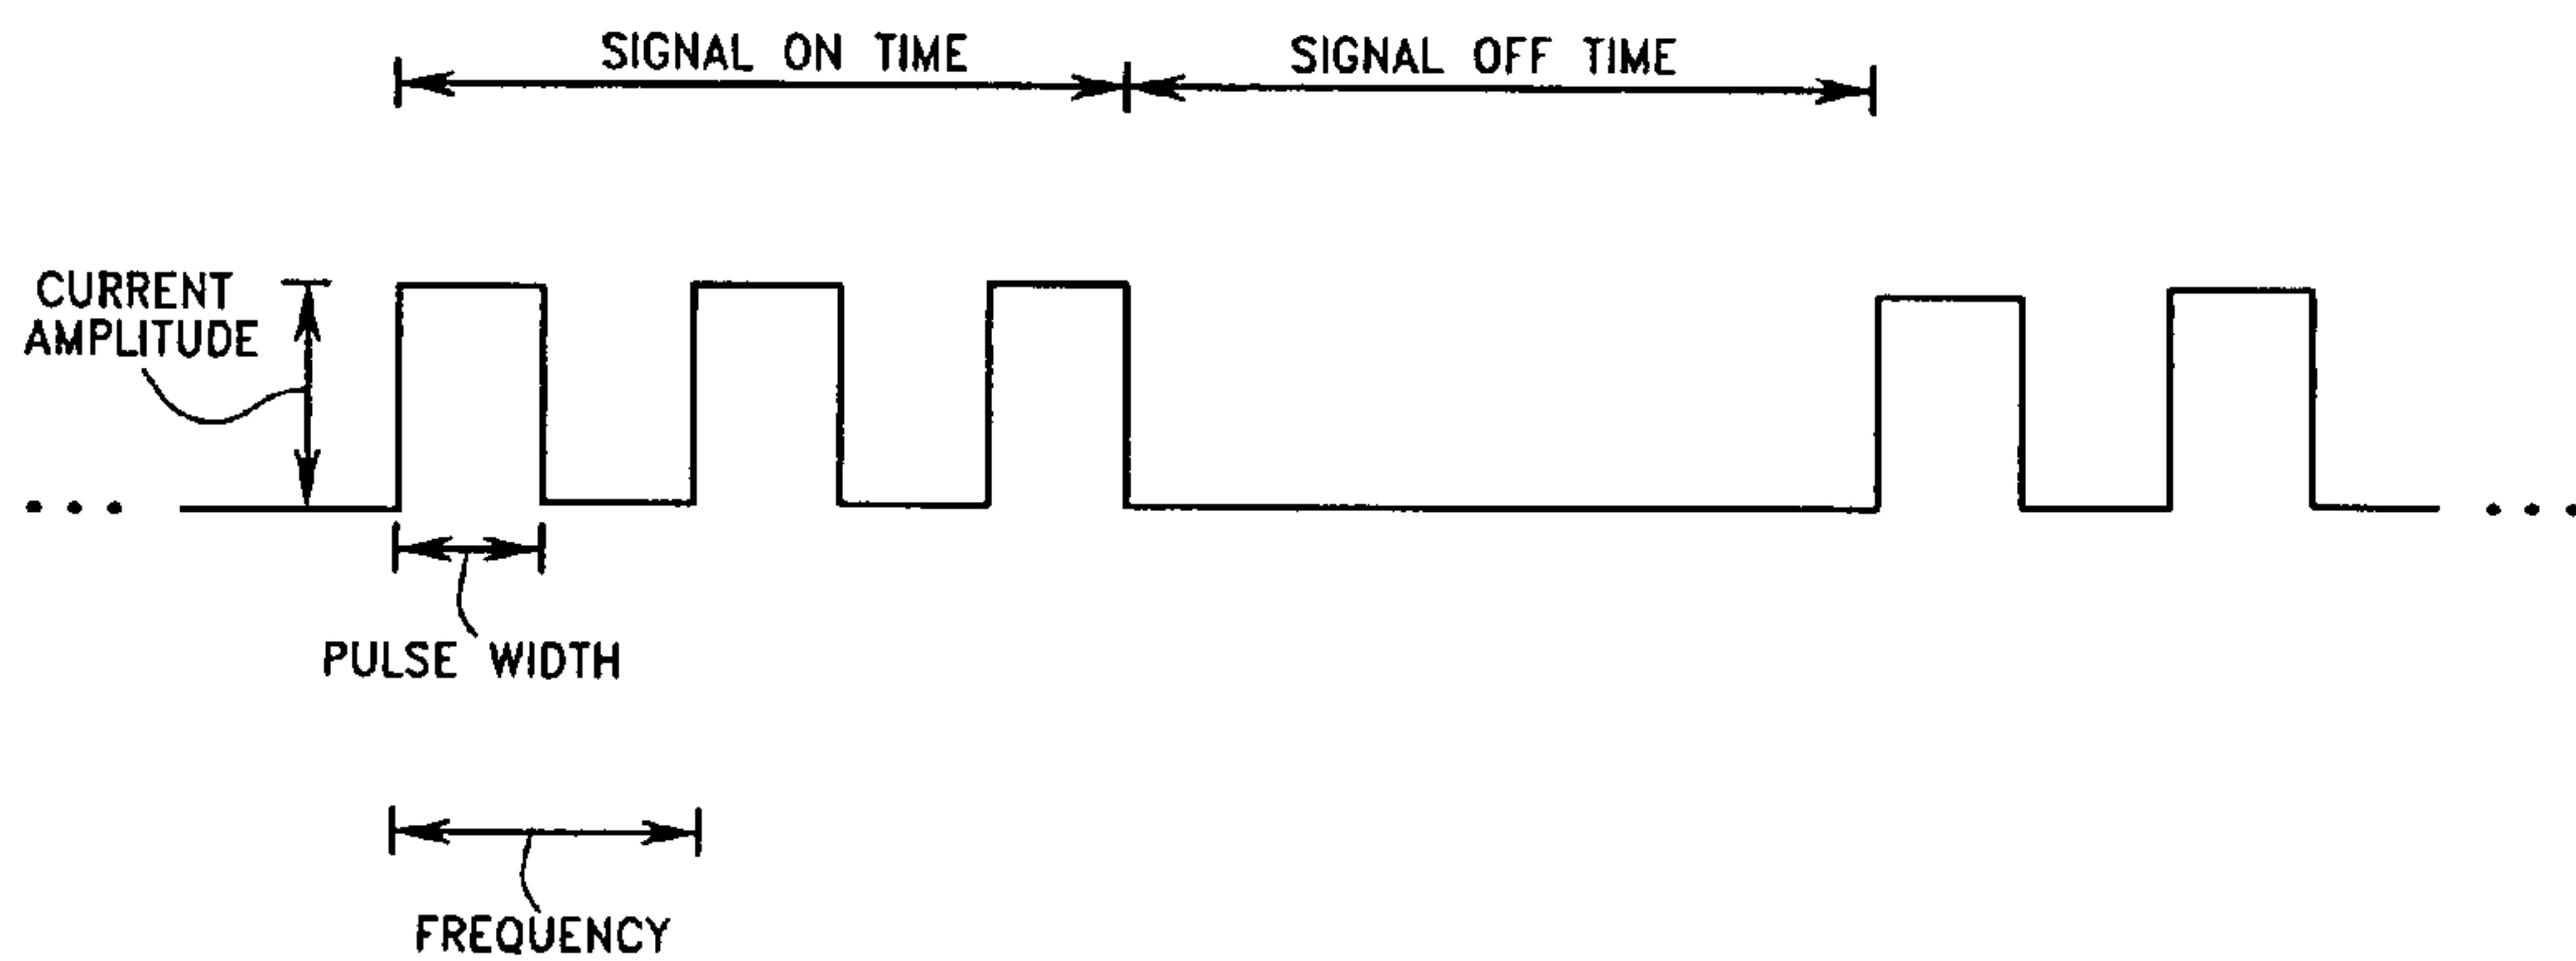 SIGNAL ON TIME
SIGNAL OFF TIME
CURRENT
AMPLITUDE
PULSE WIDTH
FREQUENCY